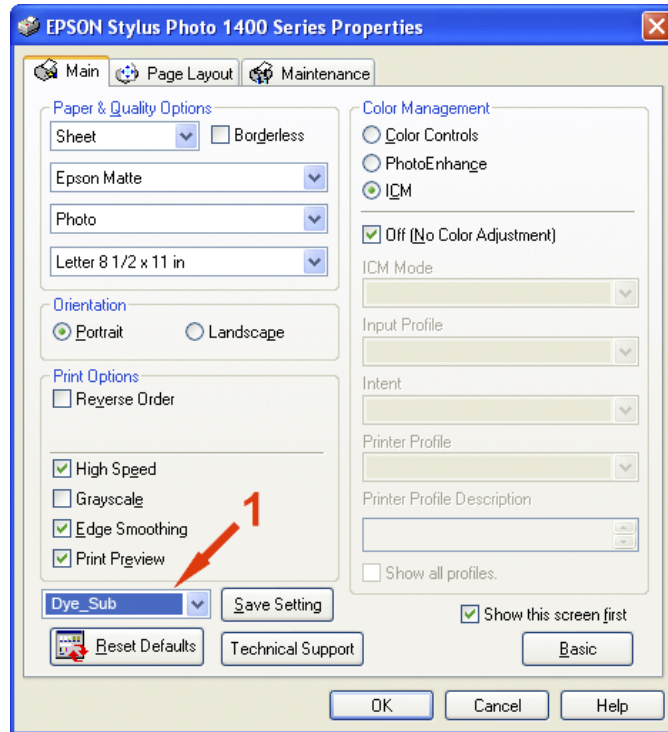 EPSON Stylus Photo 1400 Series Properties
Main
Page Layout
Maintenance
Paper & Quality Options
Sheet
Borderless
Epson Matte
Photo
Letter 8 1/2 x 11 in
Orientation
Portrait
Landscape
Print Options
Reverse Order
High Speed
Grayscale
Edge Smoothing
Print Preview
1
Dye_Sub
Save Setting
Reset Defaults
Technical Support
Color Management
Color Controls
PhotoEnhance
ICM
Off (No Color Adjustment)
ICM Mode
Input Profile
Intent
Printer Profile
Printer Profile Description
Show all profiles.
Show this screen first
Basic
OK
Cancel
Help